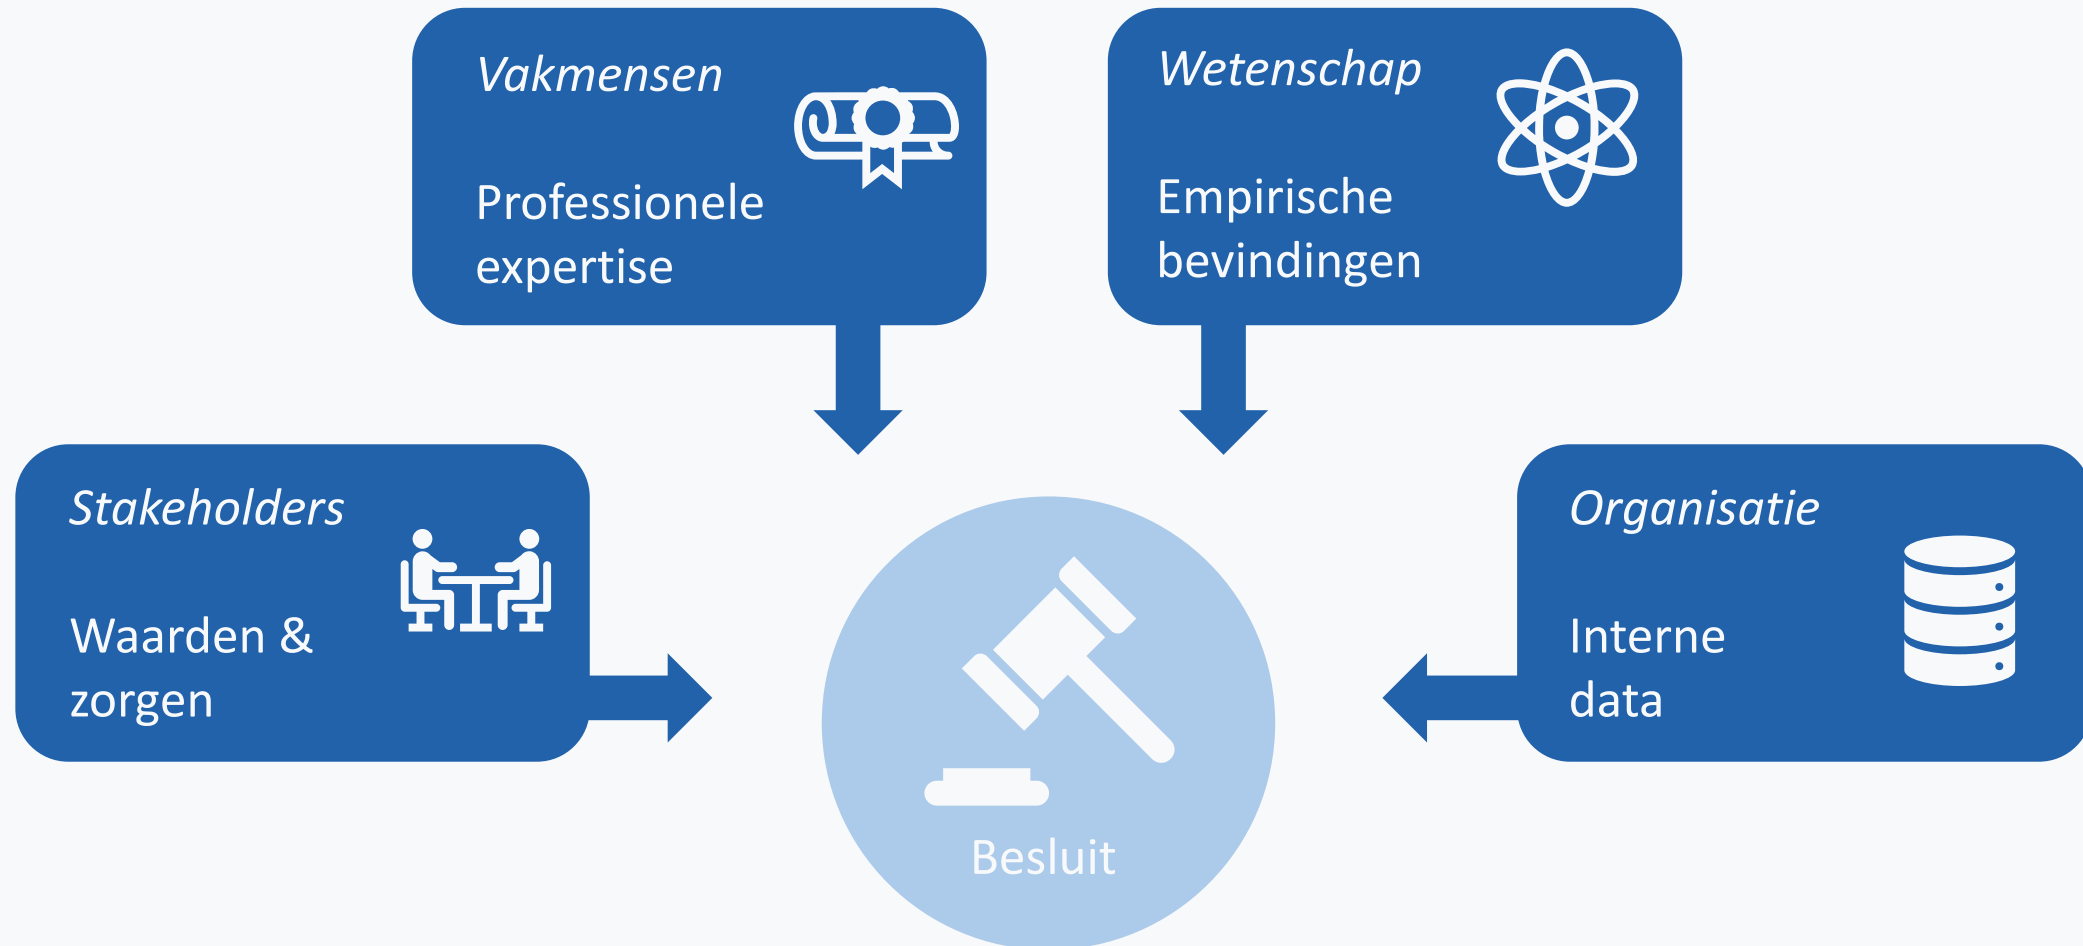 Vakmensen
Professionele
expertise
Wetenschap
Empirische
bevindingen
Stakeholders
Waarden &
zorgen
Organisatie
Interne
data
Besluit